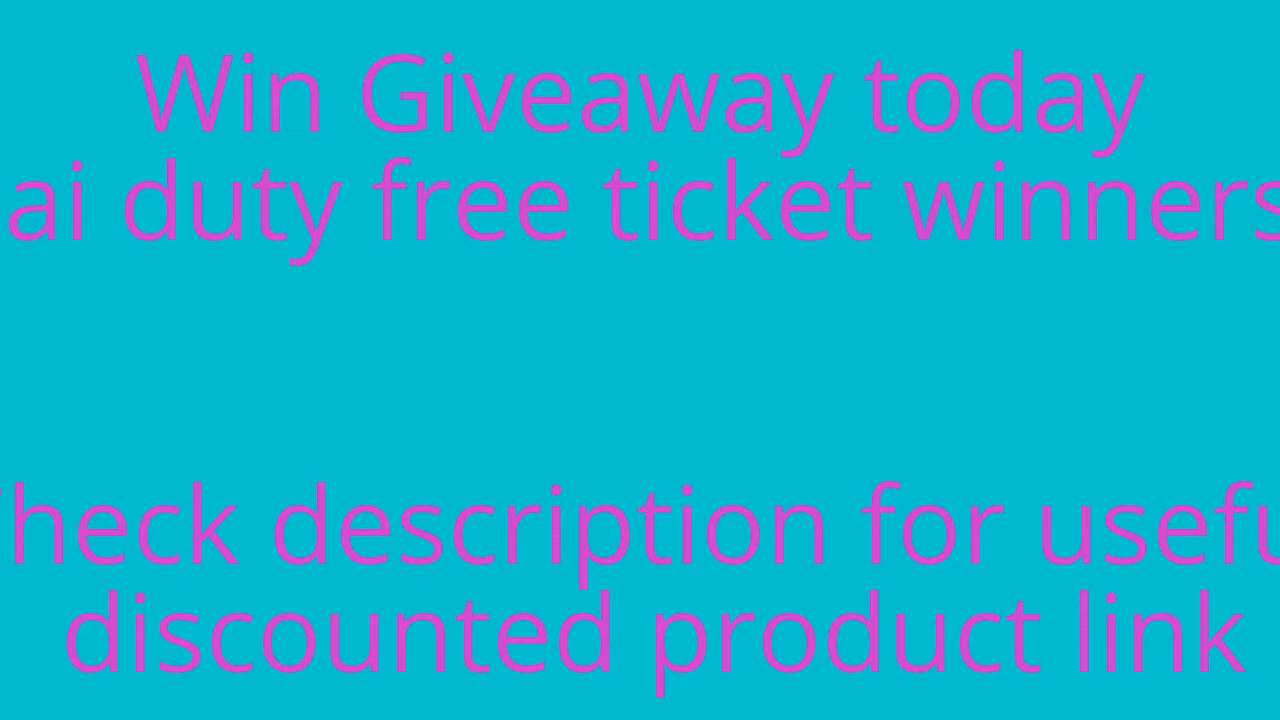 Win Giveaway today
ai duty free ticket winners
heck description for usefu
discounted product link